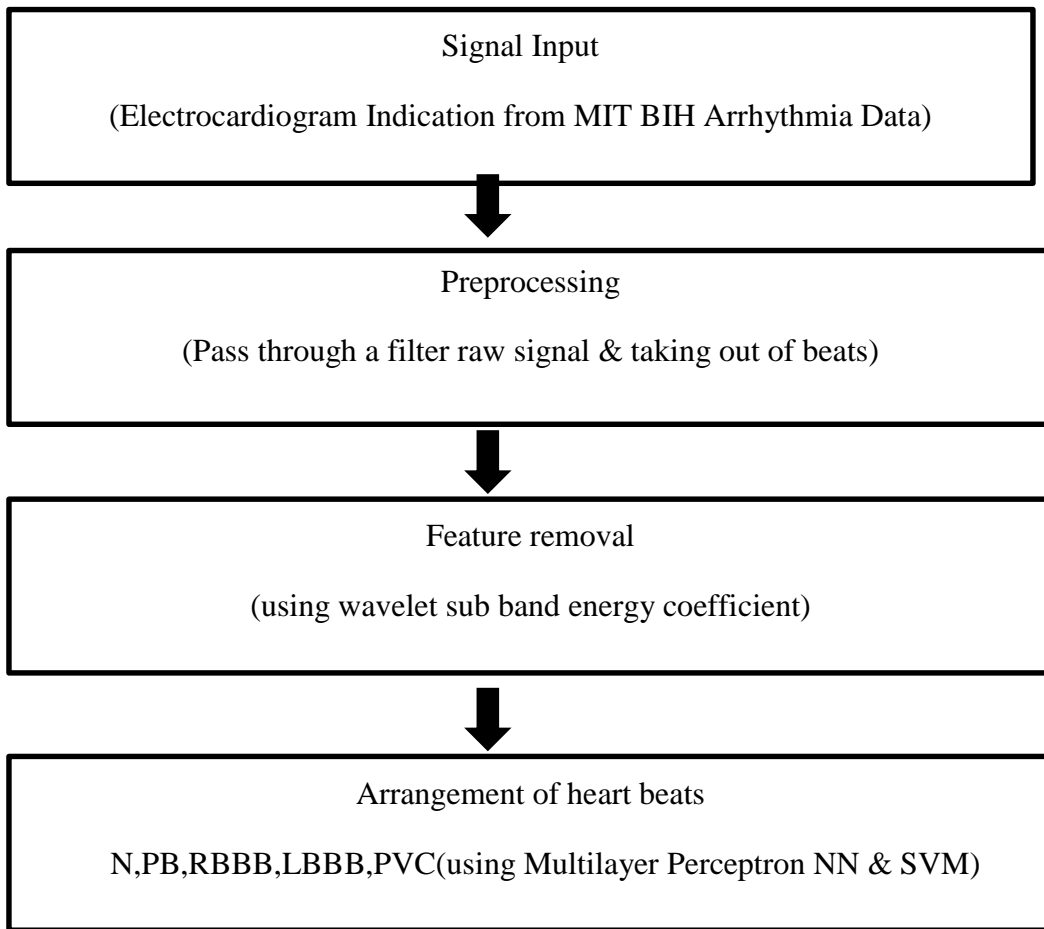 Signal Input
(Electrocardiogram Indication from MIT BIH Arrhythmia Data)
Preprocessing
(Pass through a filter raw signal & taking out of beats)
Feature removal
(using wavelet sub band energy coefficient)
Arrangement of heart beats
N,PB,RBBB,LBBB,PVC(using Multilayer Perceptron NN & SVM)